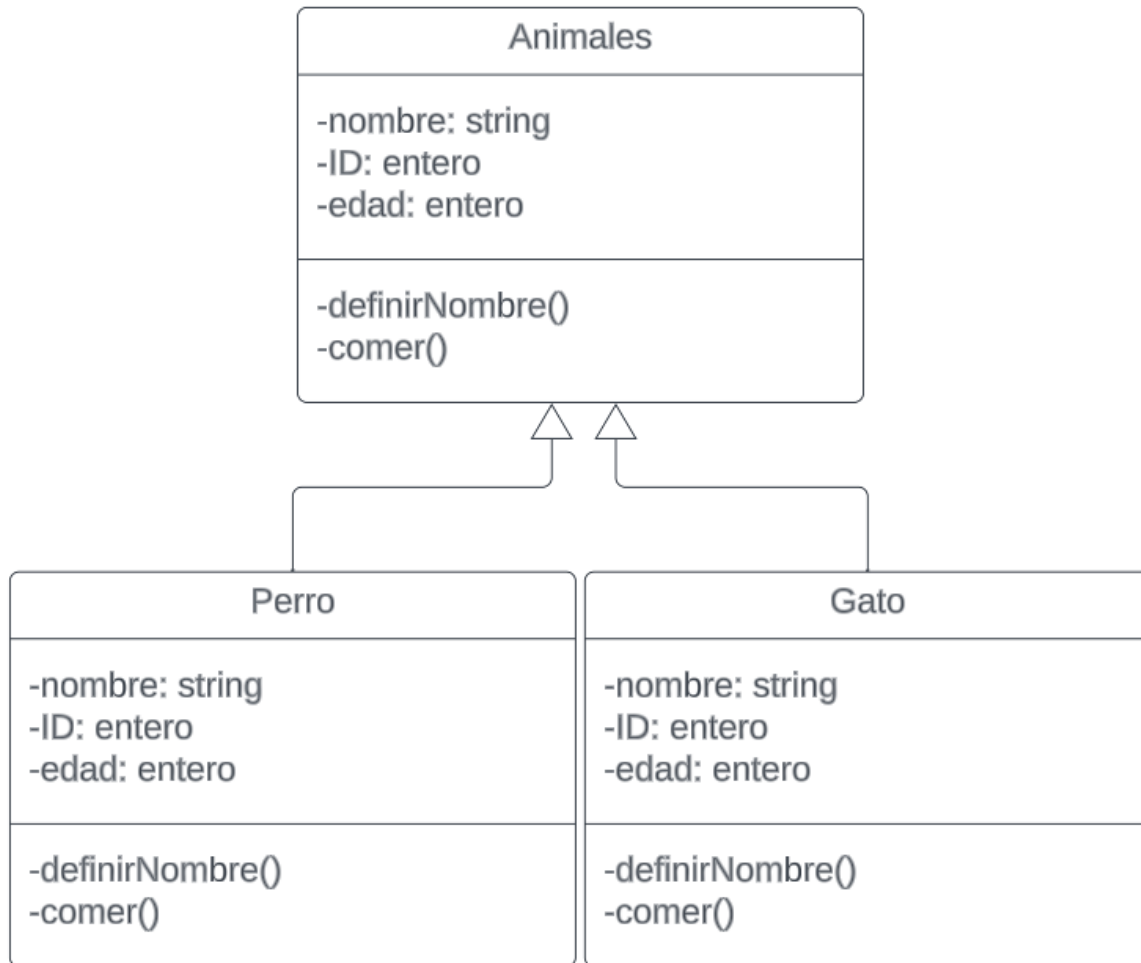 Animales
-nombre: string
-ID: entero
-edad: entero
-definirNombre()
-comer()
Perro
-nombre: string
-ID: entero
-edad: entero
-definirNombre()
-comer()
Gato
-nombre: string
-ID: entero
-edad: entero
-definirNombre()
-comer()